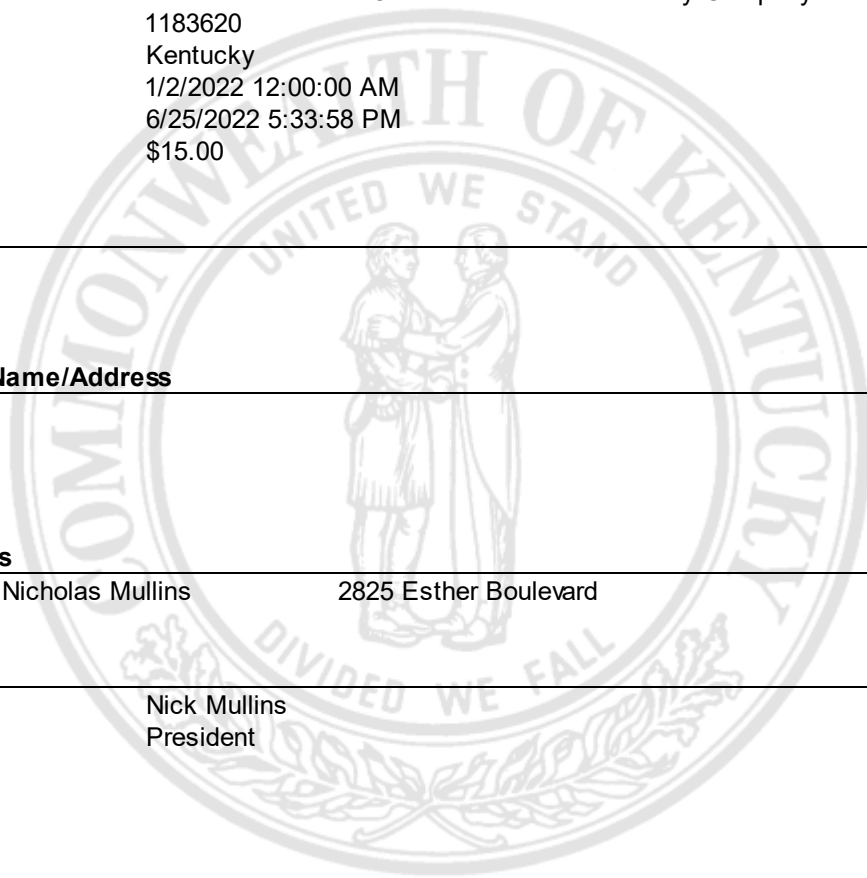 1183620
Kentucky
1/2/2022 12:00:00 AM
6/25/2022 5:33:58 PM
$15.00
COMMONWEALTH OF KENTUCKY
UNITED WE STAND
Name/Address
s
Nicholas Mullins 2825 Esther Boulevard
DIVIDED WE FALL
Nick Mullins
President